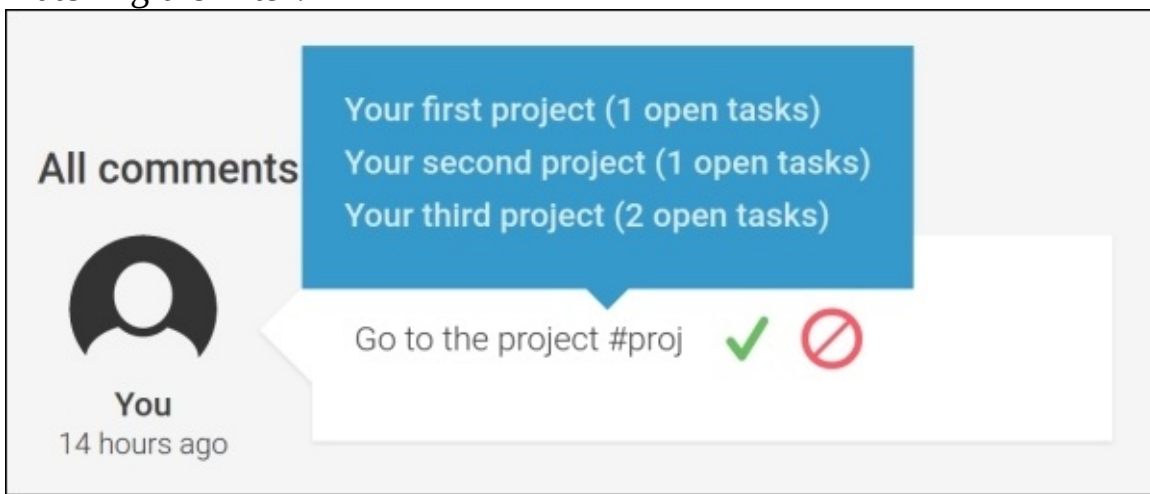 Your first project (1 open tasks)
Your second project (1 open tasks)
Your third project (2 open tasks)
All comments
Go to the project #proj
You
14 hours ago